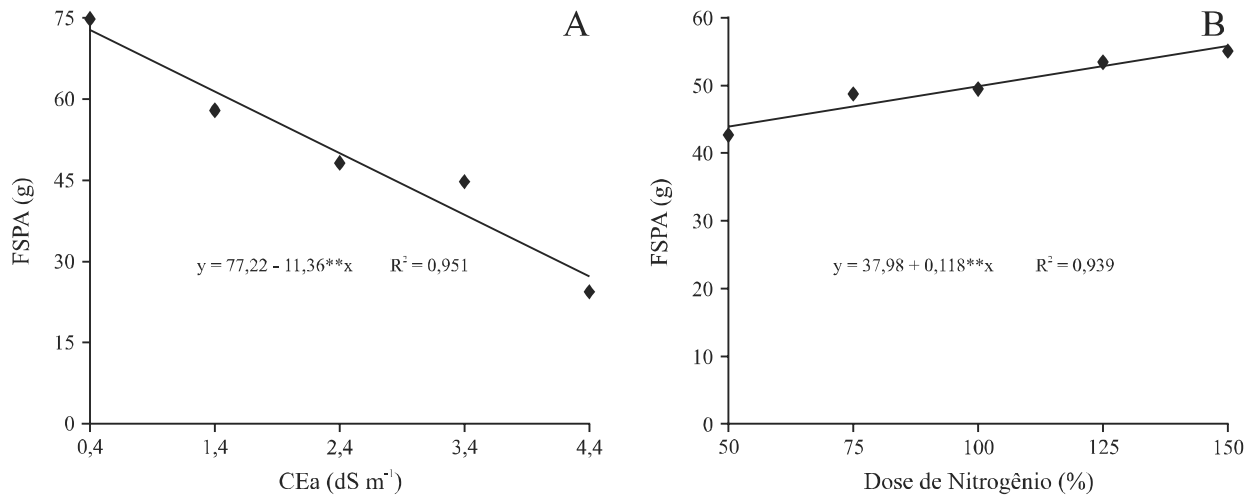 A
75
60
45
30
15
0
FSPA (g)
y = 77,22 - 11,36**x R² = 0,951
0,4 1,4 2,4 3,4 4,4
CEa (dS m⁻¹)
B
60
50
40
30
20
10
0
FSPA (g)
y = 37,98 + 0,118**x R² = 0,939
50 75 100 125 150
Dose de Nitrogênio (%)